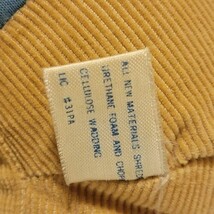 ALL NEW MATERIALS SHRED
URETHANE FOAM AND CHOP
CELLULOSE WADDING
LIC #31PA